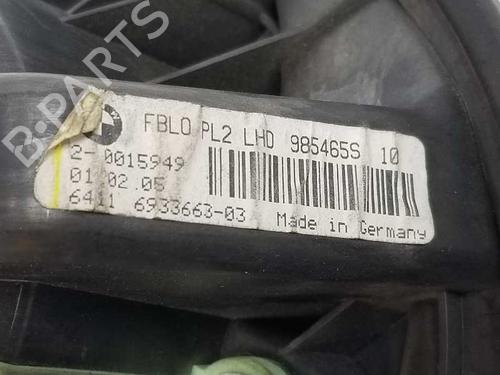 FBLO PL2 LHD 985465S 10
2-0015949
01.02.05
6411 6933663-03 Made in Germany
B-PARTS